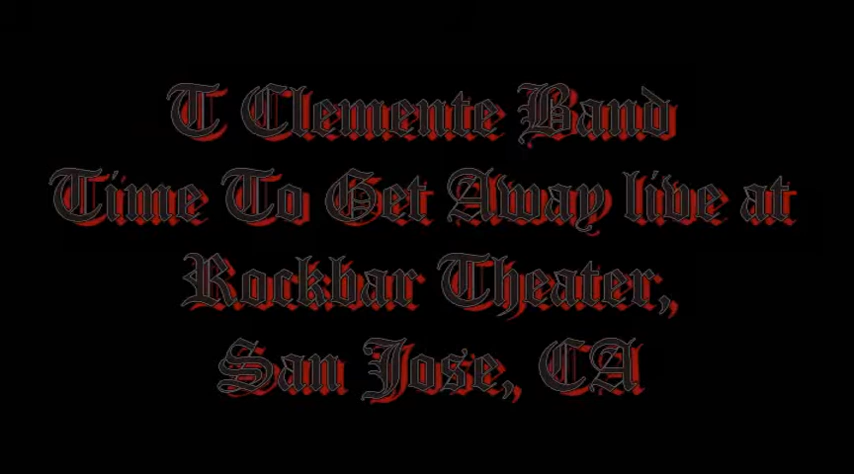 T Clemente Band
Time To Get Away live at
Rockbar Theater,
San Jose, CA